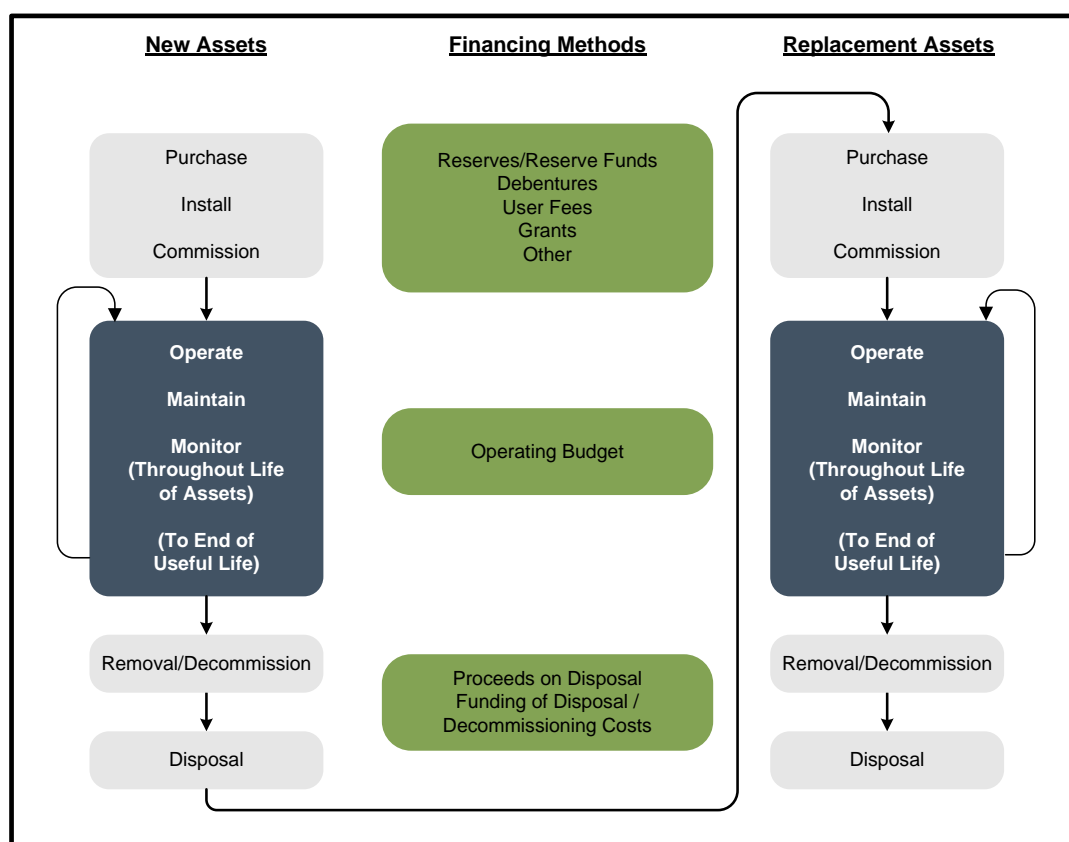 New Assets
Financing Methods
Replacement Assets
Purchase
Install
Commission
Operate
Maintain
Monitor
(Throughout Life
of Assets)
(To End of
Useful Life)
Removal/Decommission
Disposal
Reserves/Reserve Funds
Debentures
User Fees
Grants
Other
Operating Budget
Proceeds on Disposal
Funding of Disposal /
Decommissioning Costs
Purchase
Install
Commission
Operate
Maintain
Monitor
(Throughout Life
of Assets)
(To End of
Useful Life)
Removal/Decommission
Disposal